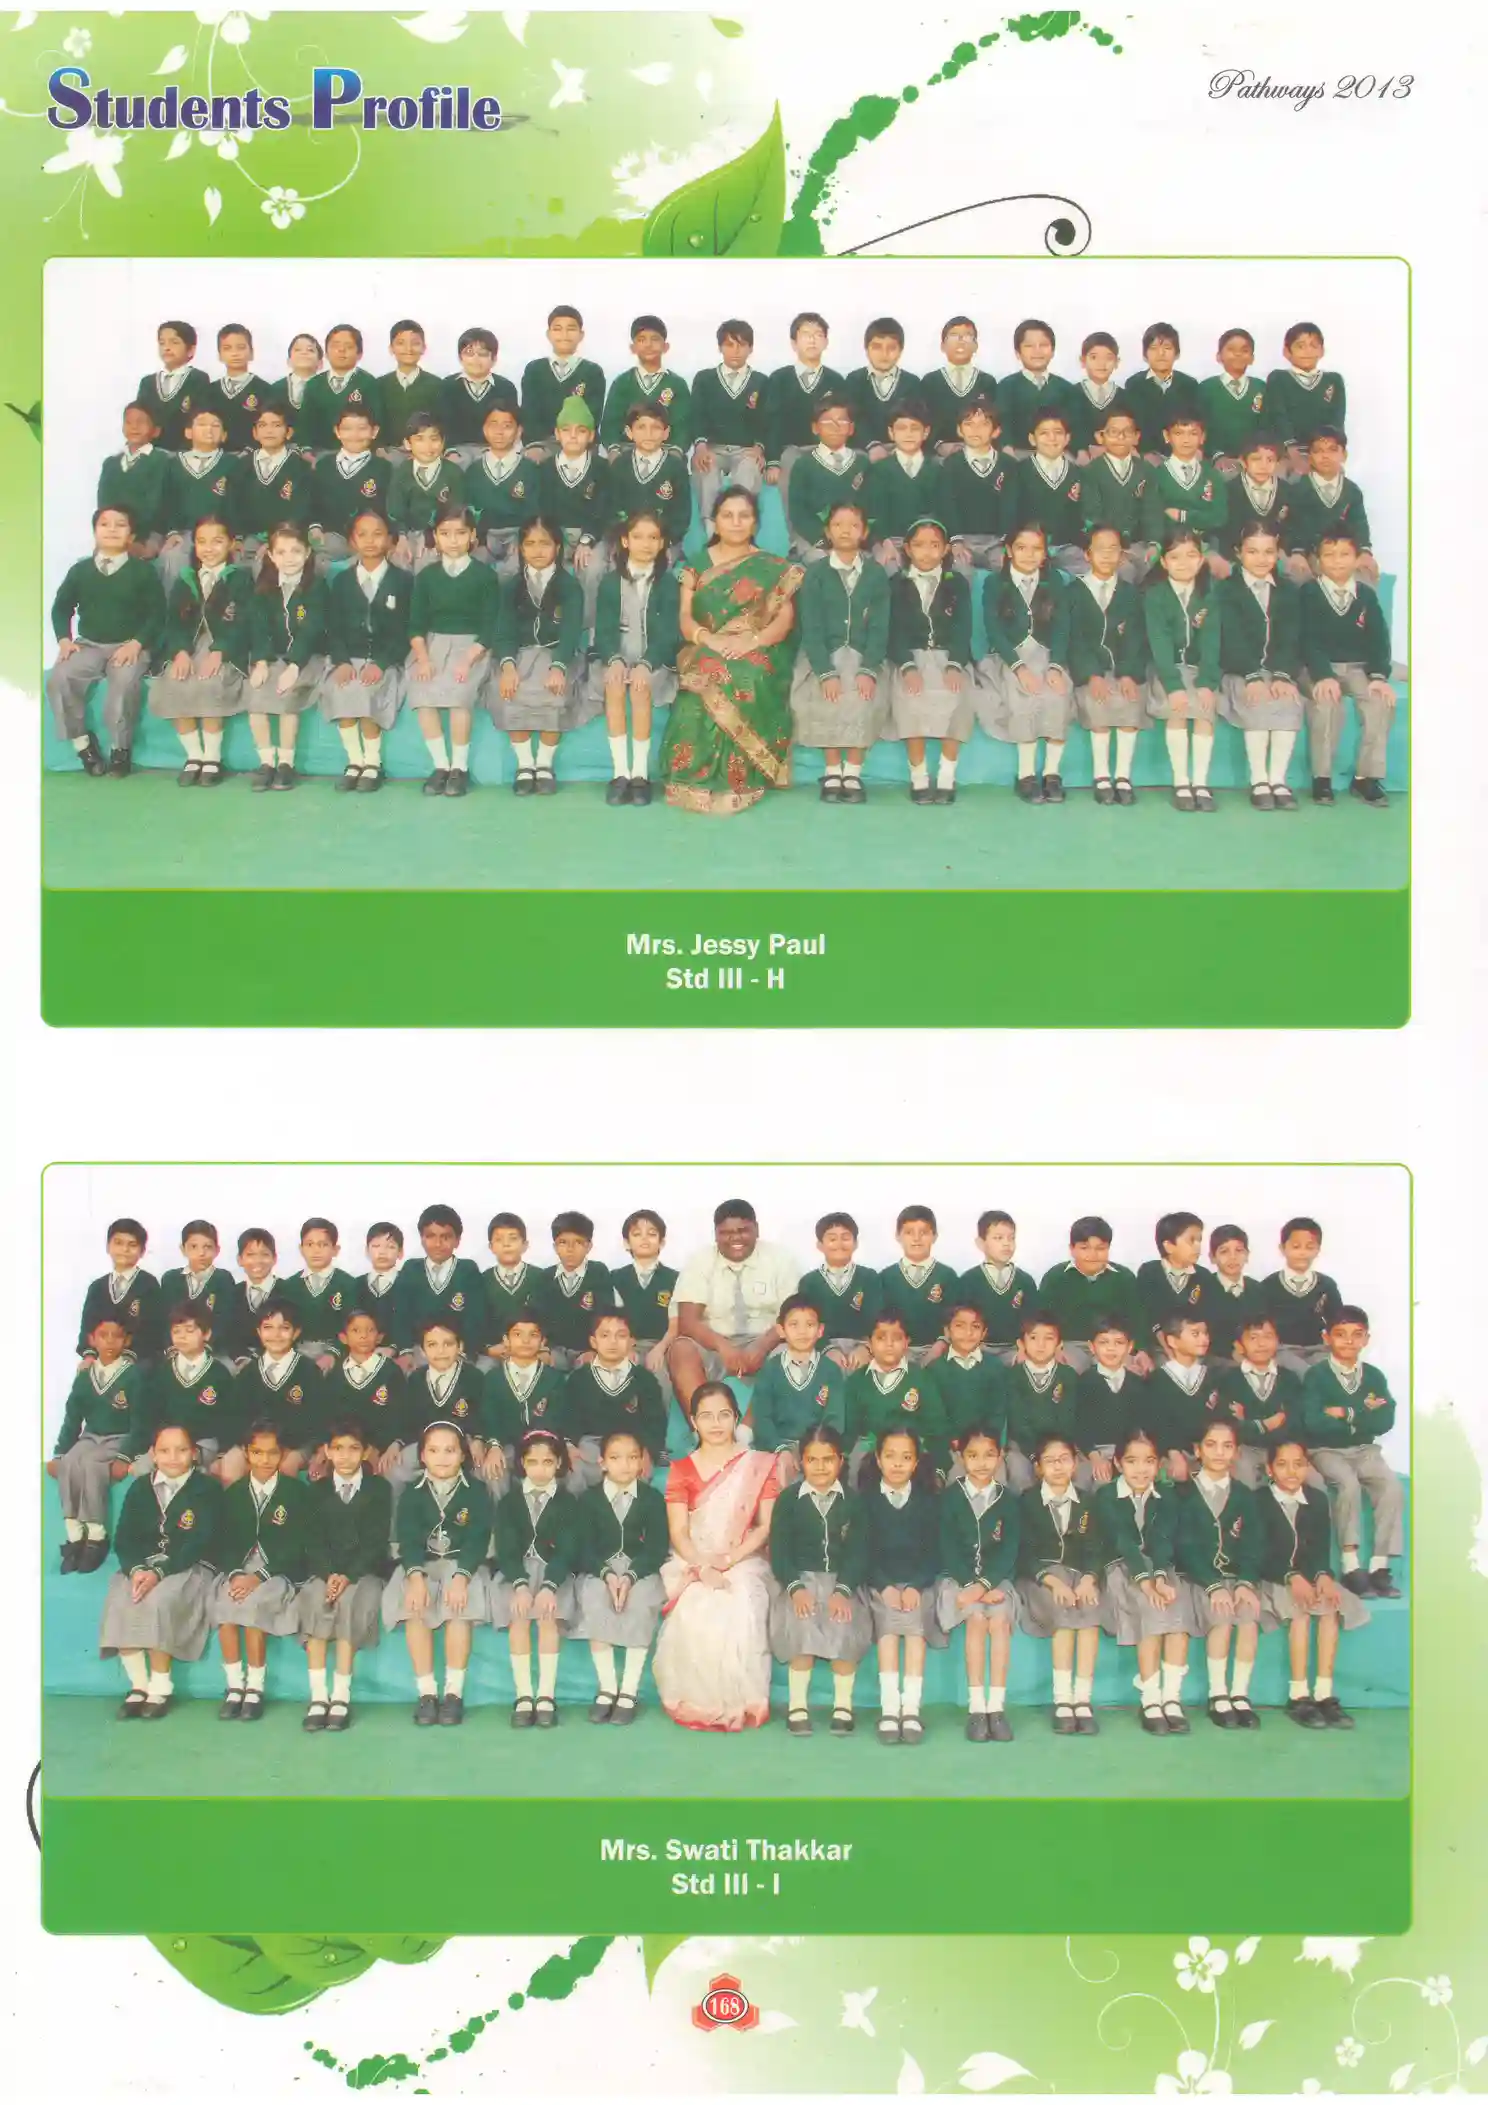 Students Profile
Pathways 2013
Mrs. Jessy Paul
Std III - H
Mrs. Swati Thakkar
Std III - I
168